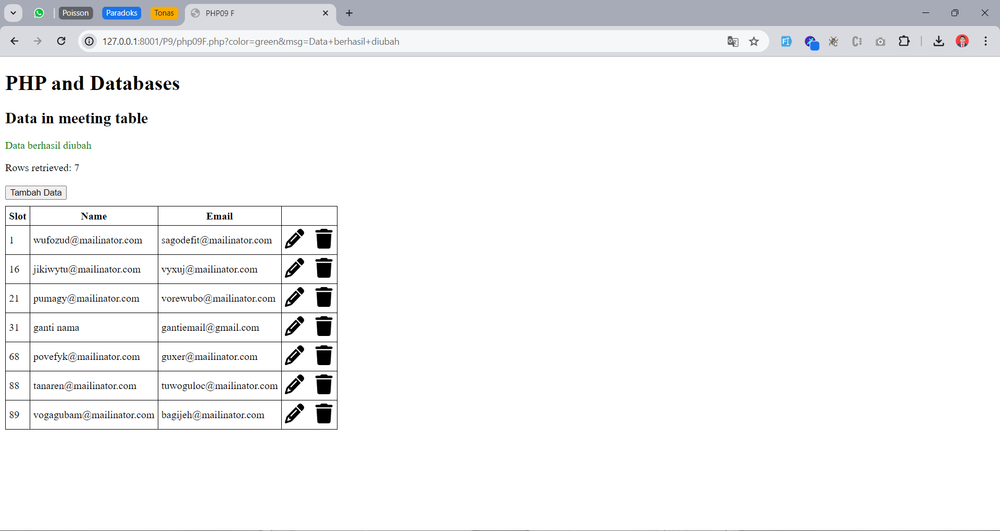 Poisson Paradoks Tonas PHP09 F
127.0.0.1:8001/P9/php09F.php?color=green&msg=Data+berhasil+diubah
PHP and Databases
Data in meeting table
Data berhasil diubah
Rows retrieved: 7
Tambah Data
Slot Name Email
1 wufozud@mailinator.com sagodefit@mailinator.com
16 jikiwytu@mailinator.com vyxuj@mailinator.com
21 pumagy@mailinator.com vorewubo@mailinator.com
31 ganti nama gantiemail@gmail.com
68 povefyk@mailinator.com guxer@mailinator.com
88 tanaren@mailinator.com tuwoguloc@mailinator.com
89 vogagubam@mailinator.com bagijeh@mailinator.com